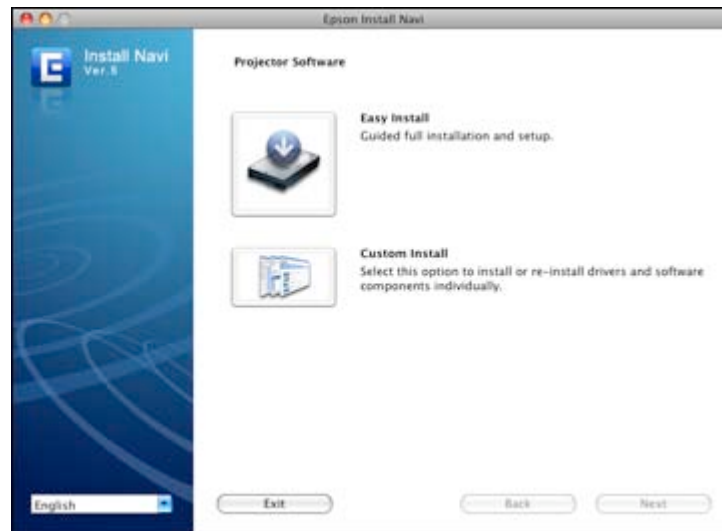 Epson Install Navi
Install Navi
Ver.5
Projector Software
Easy Install
Guided full installation and setup.
Custom Install
Select this option to install or re-install drivers and software
components individually.
English
Exit
Back
Next